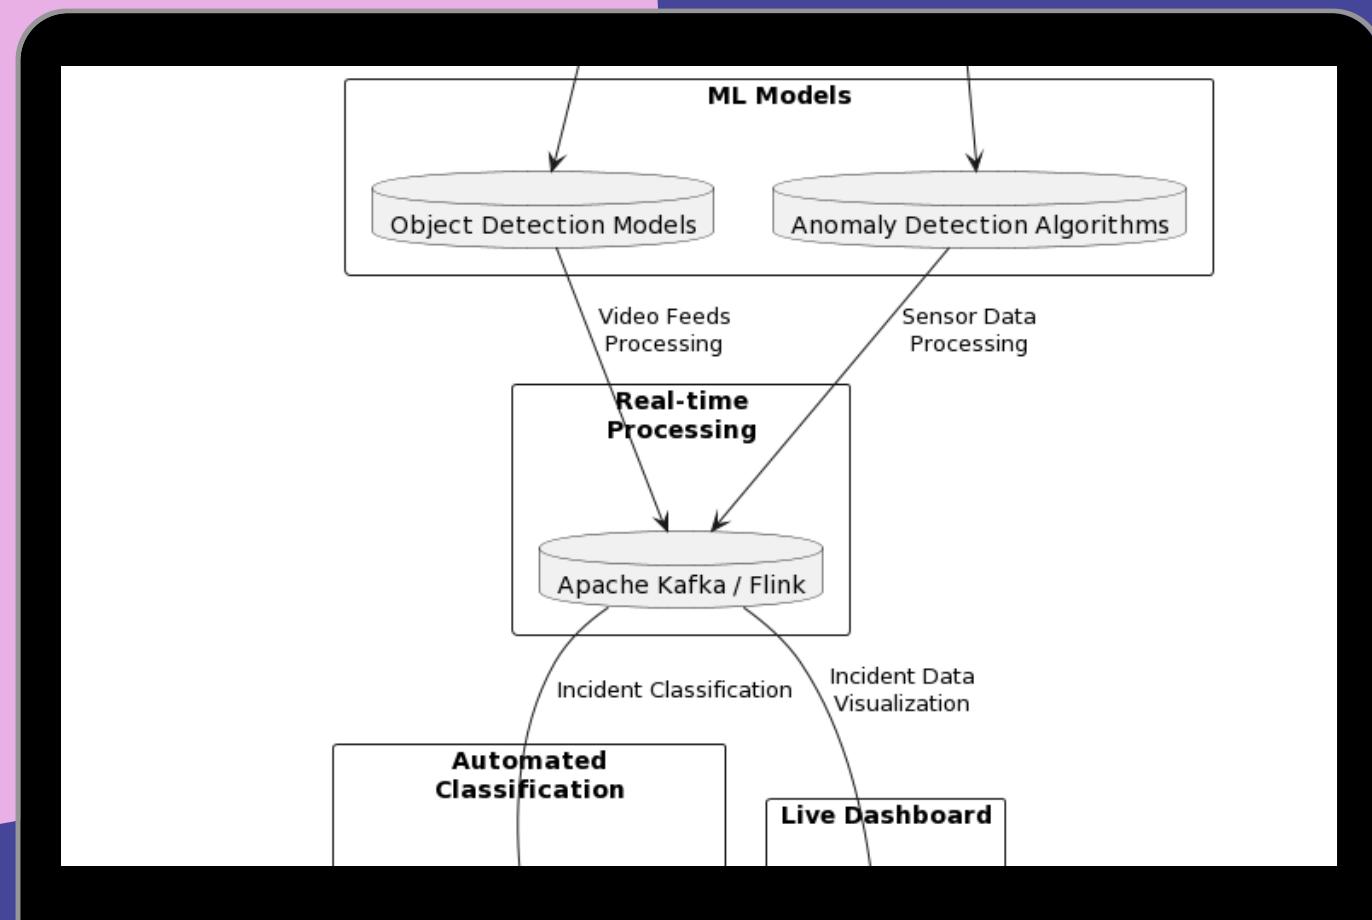 ML Models
Object Detection Models
Anomaly Detection Algorithms
Video Feeds
Processing
Sensor Data
Processing
Real-time
Processing
Apache Kafka / Flink
Incident Classification
Incident Data
Visualization
Automated
Classification
Live Dashboard